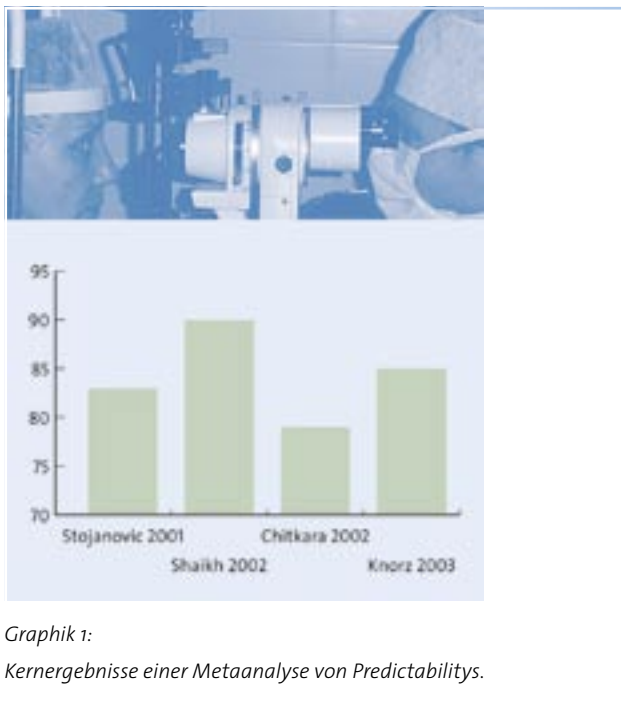 95
90
85
80
75
70
Stojanovic 2001
Chitkara 2002
Shaikh 2002
Knorz 2003
Graphik 1:
Kernergebnisse einer Metaanalyse von Predictabilitys.